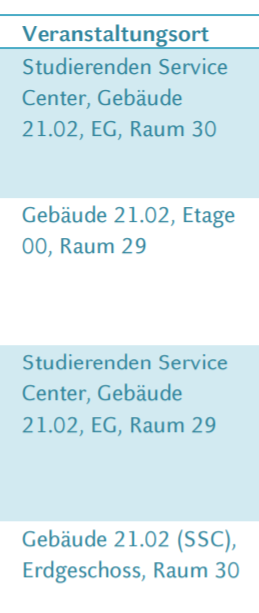 Veranstaltungsort
Studierenden Service
Center, Gebäude
21.02, EG, Raum 30
Gebäude 21.02, Etage
00, Raum 29
Studierenden Service
Center, Gebäude
21.02, EG, Raum 29
Gebäude 21.02 (SSC),
Erdgeschoss, Raum 30